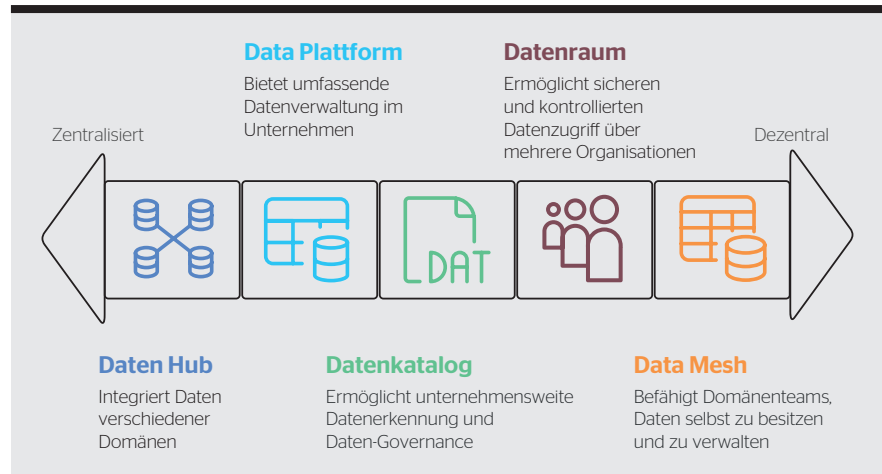 Data Plattform
Bietet umfassende
Datenverwaltung im
Unternehmen
Datenraum
Ermöglicht sicheren
und kontrollierten
Datenzugriff über
mehrere Organisationen
Zentralisiert
Dezentral
DAT
Daten Hub
Integriert Daten
verschiedener
Domänen
Datenkatalog
Ermöglicht unternehmensweite
Datenerkennung und
Daten-Governance
Data Mesh
Befähigt Domänenteams,
Daten selbst zu besitzen
und zu verwalten